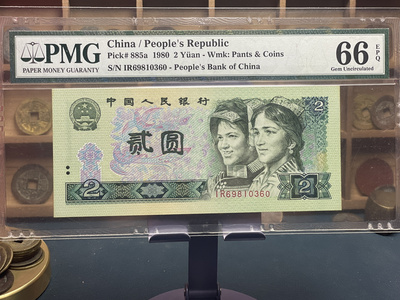 PMG
PAPER MONEY GUARANTY
China / People's Republic
Pick# 885a 1980 2 Yüan - Wmk: Pants & Coins
S/N IR69810360 - People's Bank of China
66 EPQ
Gem Uncirculated
中国人民银行
2
贰圆
2
2
IR69810360